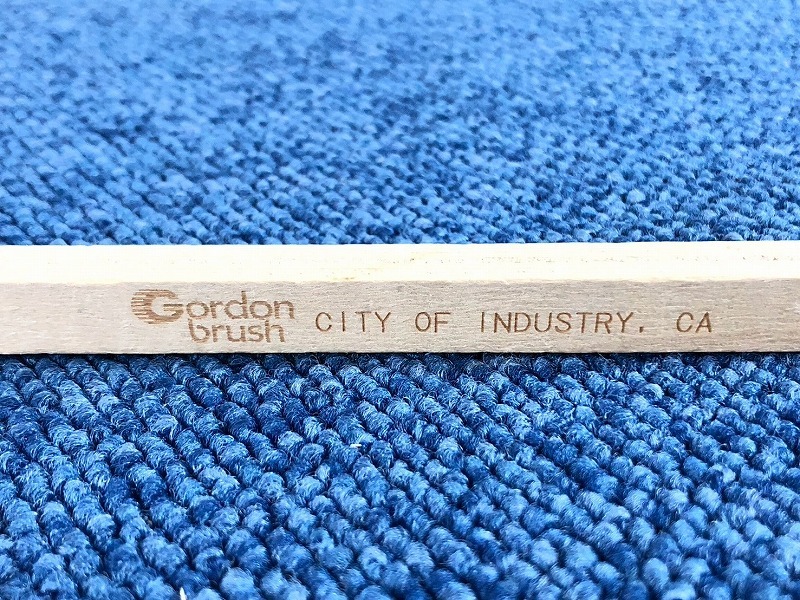 Gordon
brush
CITY OF INDUSTRY, CA